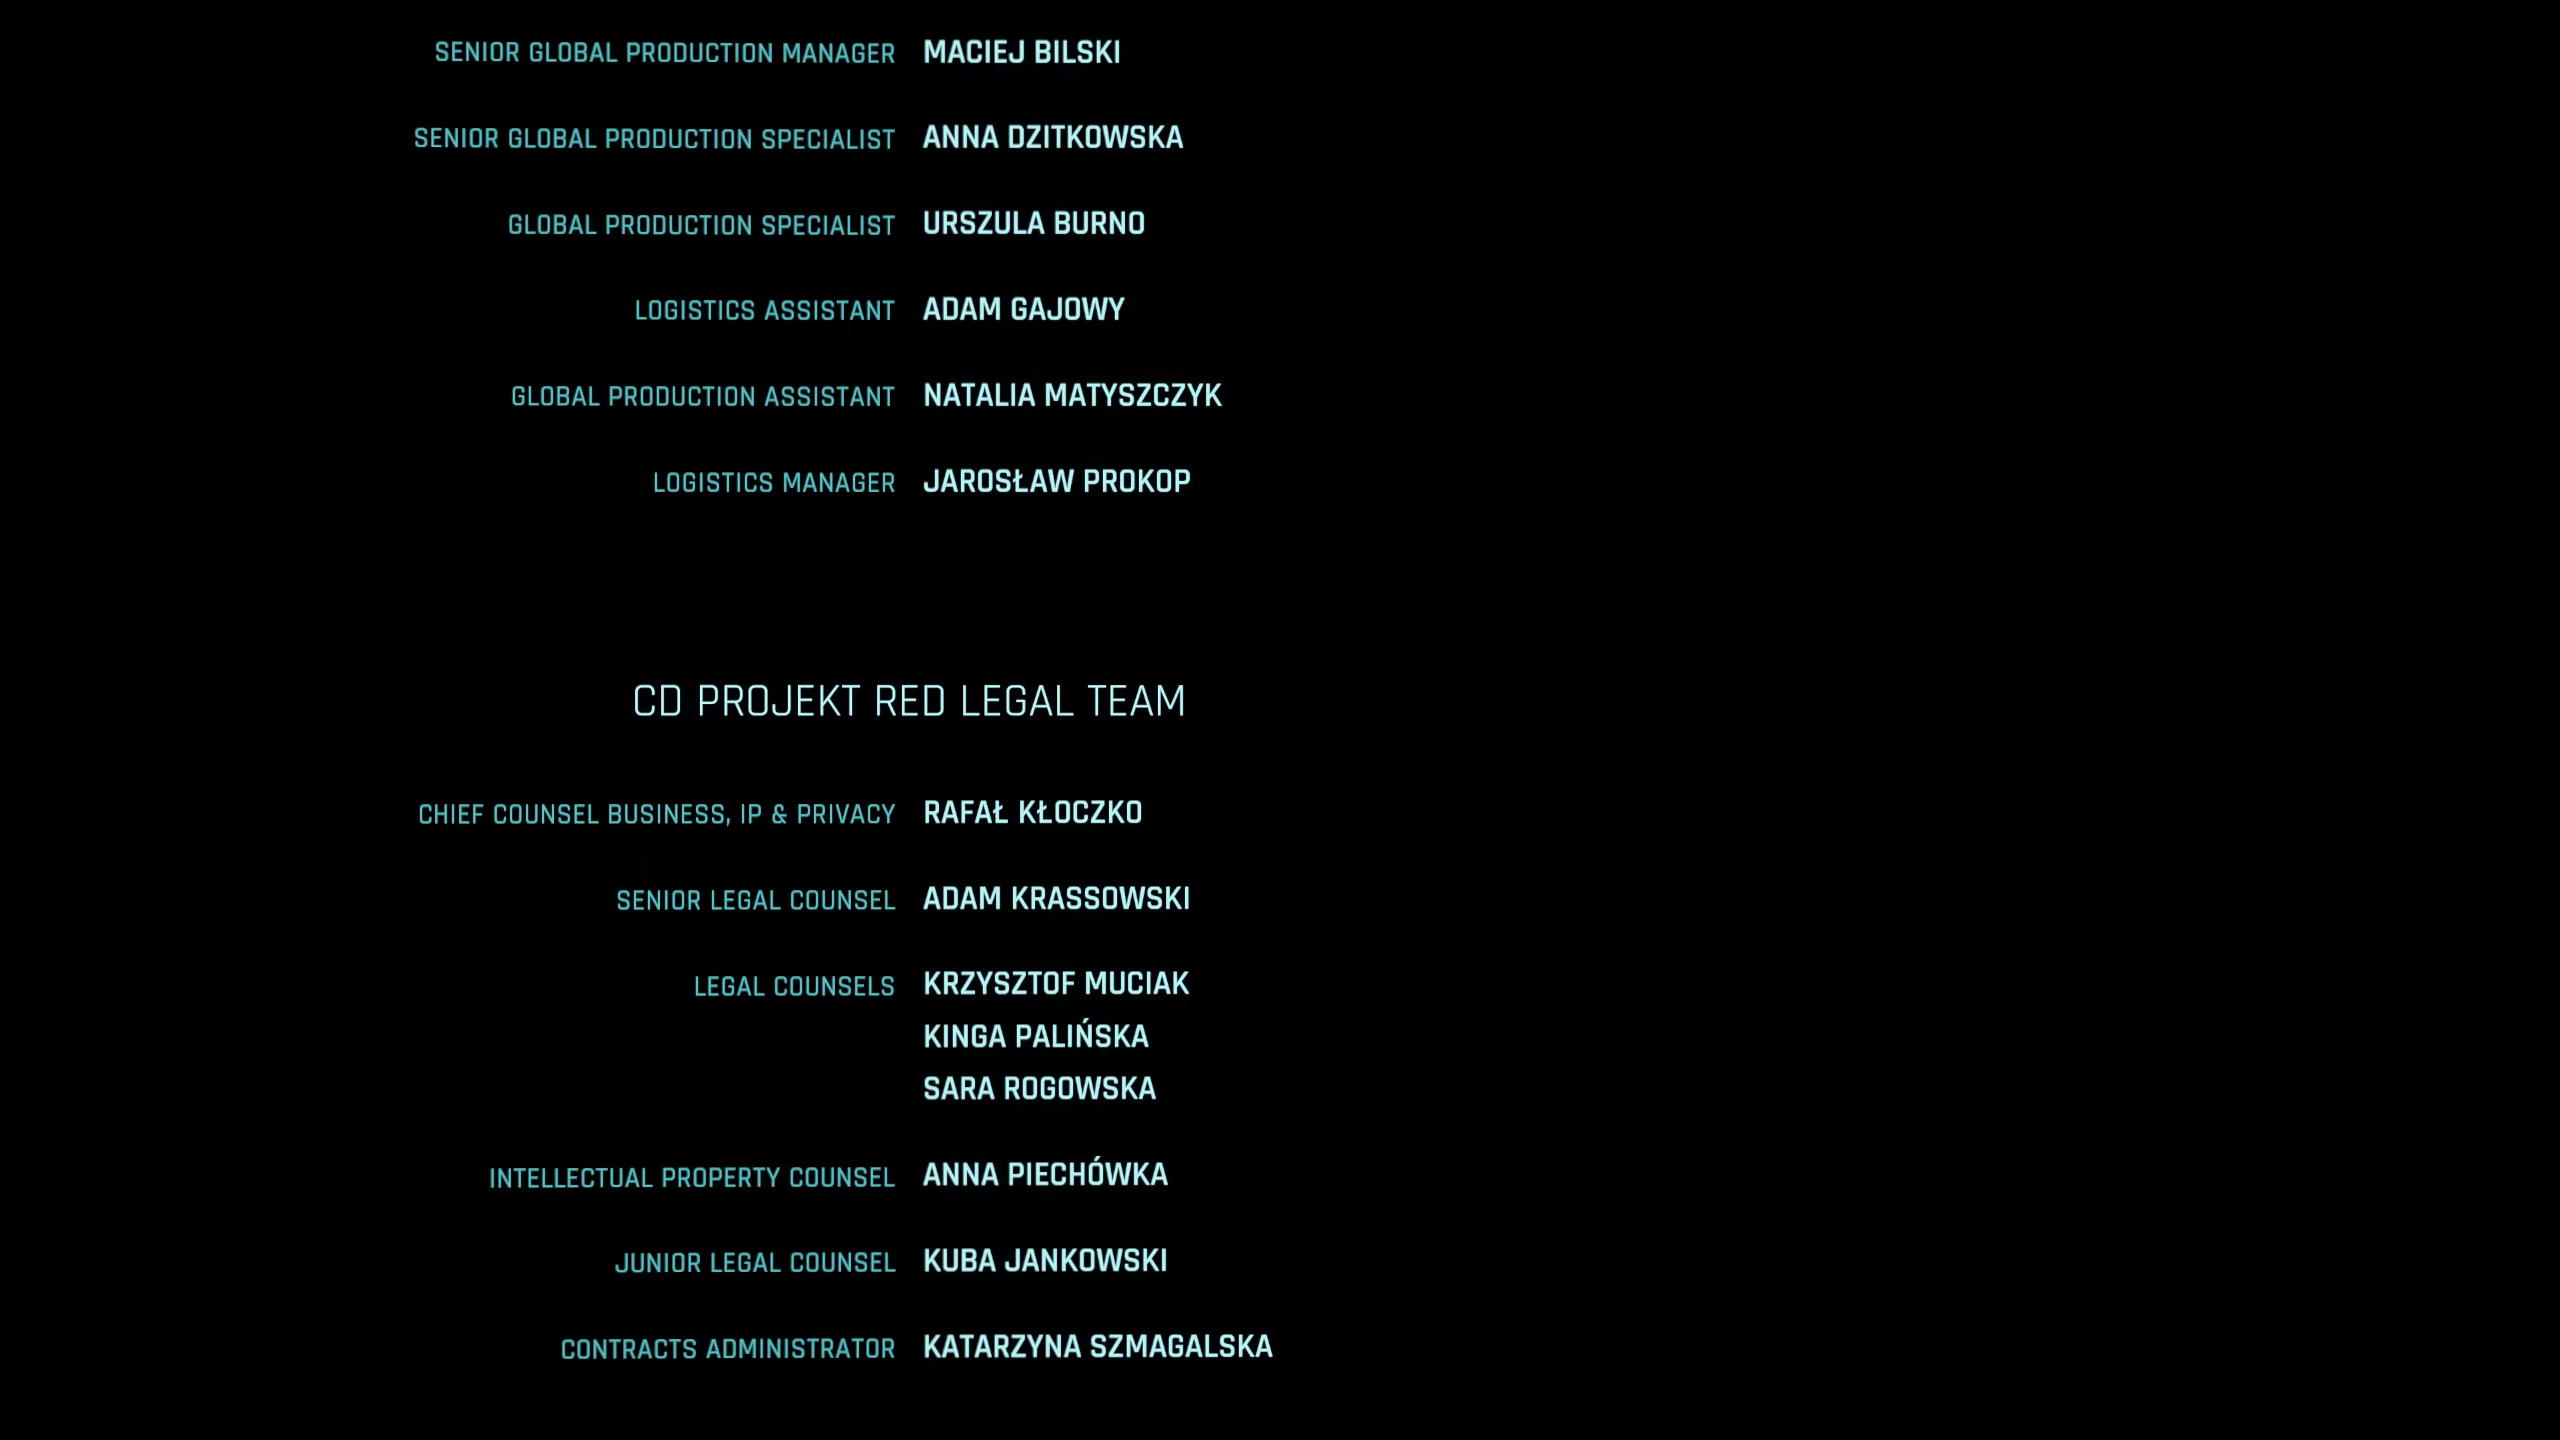 SENIOR GLOBAL PRODUCTION MANAGER MACIEJ BILSKI
SENIOR GLOBAL PRODUCTION SPECIALIST ANNA DZITKOWSKA
GLOBAL PRODUCTION SPECIALIST URSZULA BURNO
LOGISTICS ASSISTANT ADAM GAJOWY
GLOBAL PRODUCTION ASSISTANT NATALIA MATYSZCZYK
LOGISTICS MANAGER JAROSŁAW PROKOP
CD PROJEKT RED LEGAL TEAM
CHIEF COUNSEL BUSINESS, IP & PRIVACY RAFAŁ KŁOCZKO
SENIOR LEGAL COUNSEL ADAM KRASSOWSKI
LEGAL COUNSELS KRZYSZTOF MUCIAK
KINGA PALIŃSKA
SARA ROGOWSKA
INTELLECTUAL PROPERTY COUNSEL ANNA PIECHÓWKA
JUNIOR LEGAL COUNSEL KUBA JANKOWSKI
CONTRACTS ADMINISTRATOR KATARZYNA SZMAGALSKA